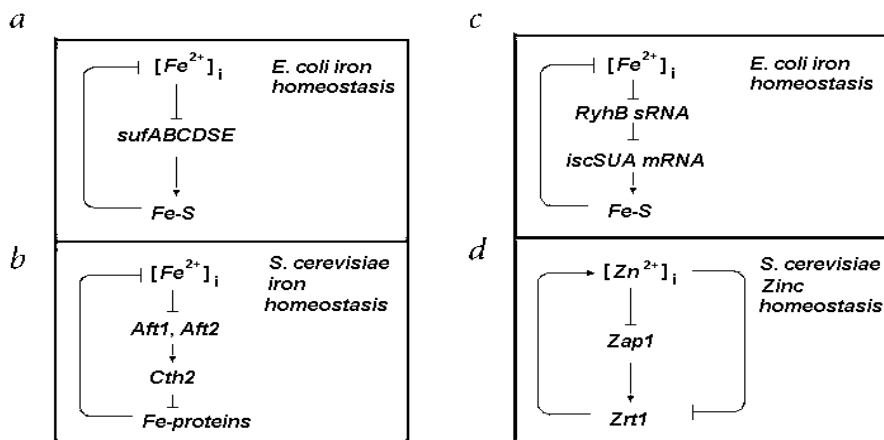 a
[Fe2+]i
E. coli iron
homeostasis
sufABCDSE
Fe-S
b
[Fe2+]i
S. cerevisiae
iron
homeostasis
Aft1, Aft2
Cth2
Fe-proteins
c
[Fe2+]i
E. coli iron
homeostasis
RyhB sRNA
iscSUA mRNA
Fe-S
d
[Zn2+]i
S. cerevisiae
Zinc
homeostasis
Zap1
Zrt1